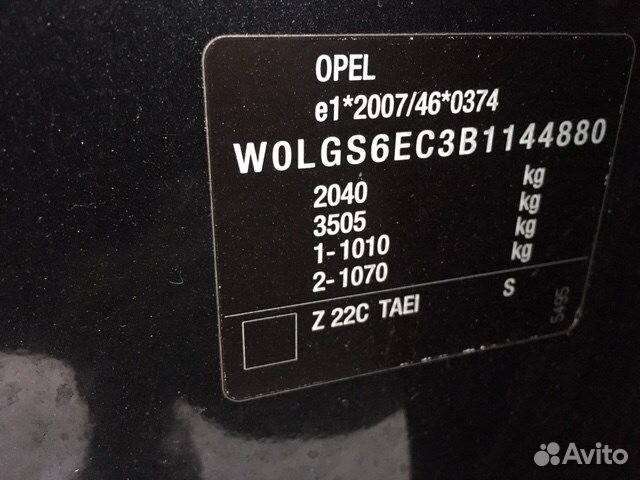 OPEL
e1*2007/46*0374
W0LGS6EC3B1144880
2040 kg
3505 kg
1-1010 kg
2-1070 kg
Z 22C TAEI S
S495
Avito